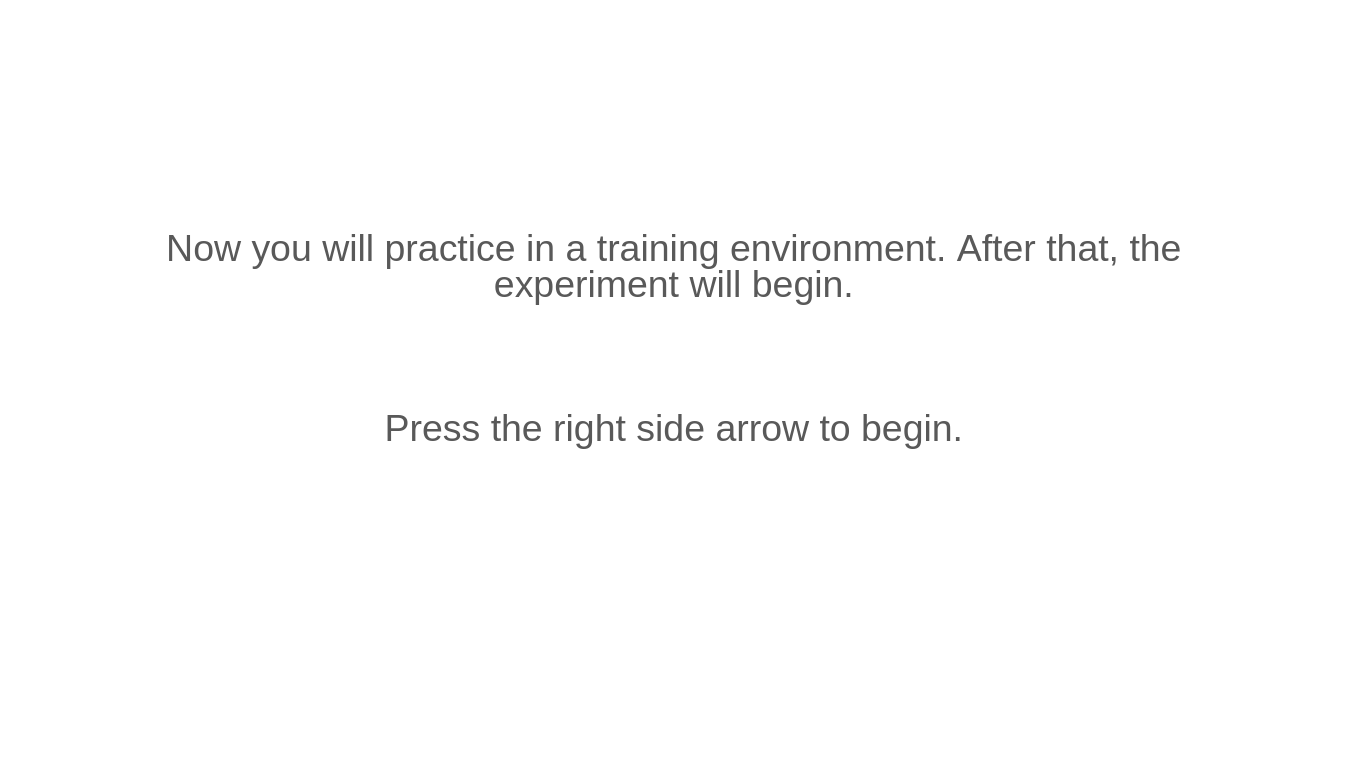 Now you will practice in a training environment. After that, the
experiment will begin.
Press the right side arrow to begin.